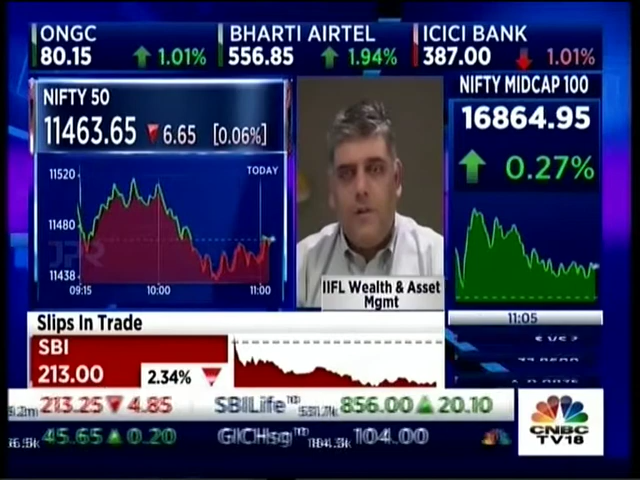 ONGC
80.15 1.01%
BHARTI AIRTEL
556.85 1.94%
ICICI BANK
387.00 1.01%
NIFTY 50
11463.65 6.65 [0.06%]
TODAY
11520
11480
11438
09:15 10:00 11:00
IIFL Wealth & Asset
Mgmt
NIFTY MIDCAP 100
16864.95
0.27%
11:05
Slips In Trade
SBI
213.00 2.34%
213.25 4.85 SBILife 856.00 20.10
45.65 0.20 GICHsg 104.00
CNBC
TV18